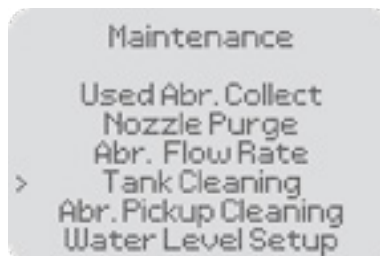 Maintenance
Used Abr. Collect
Nozzle Purge
Abr. Flow Rate
> Tank Cleaning
Abr. Pickup Cleaning
Water Level Setup